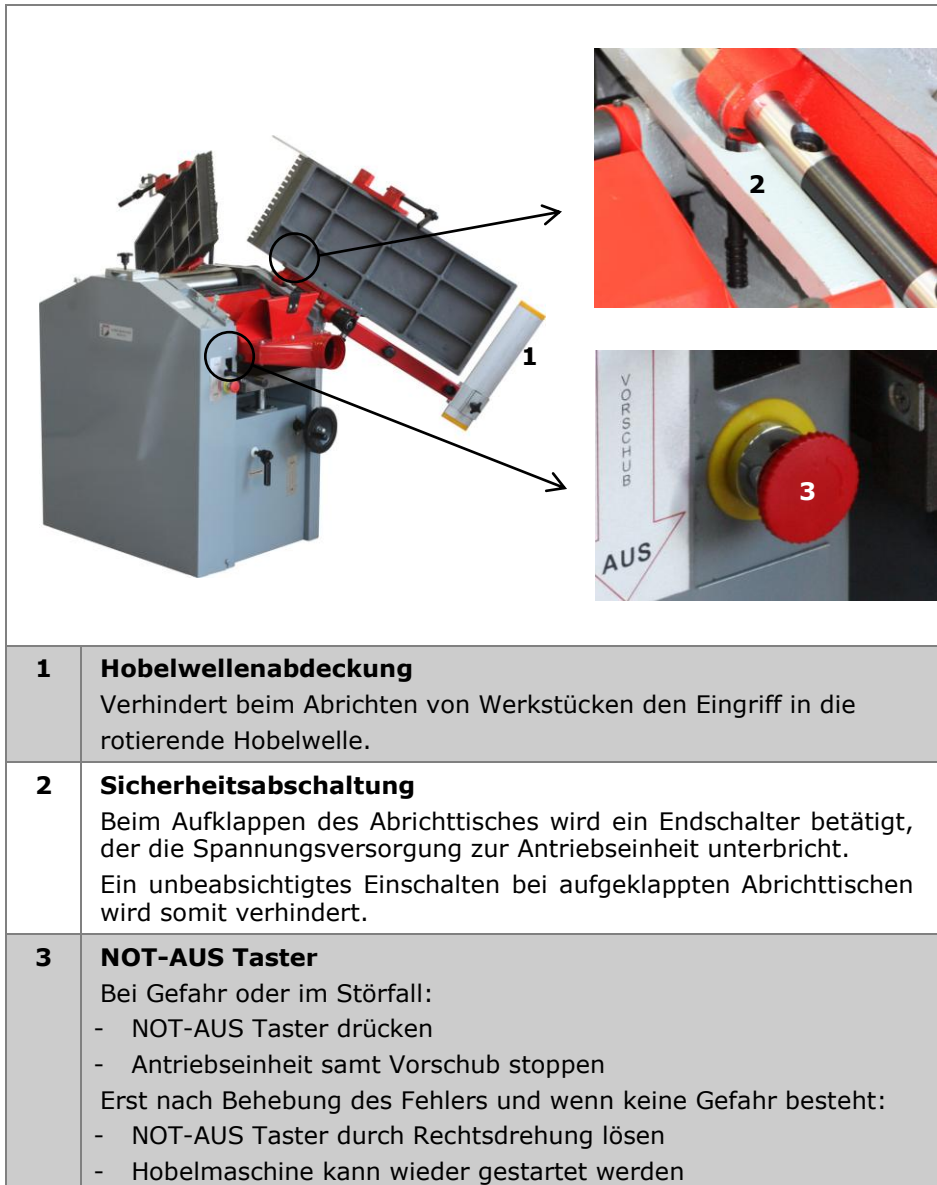 2
1
VORSCHUB
3
AUS
1 Hobelwellenabdeckung
Verhindert beim Abrichten von Werkstücken den Eingriff in die
rotierende Hobelwelle.
2 Sicherheitsabschaltung
Beim Aufklappen des Abrichttisches wird ein Endschalter betätigt,
der die Spannungsversorgung zur Antriebseinheit unterbricht.
Ein unbeabsichtigtes Einschalten bei aufgeklappten Abrichttischen
wird somit verhindert.
3 NOT-AUS Taster
Bei Gefahr oder im Störfall:
- NOT-AUS Taster drücken
- Antriebseinheit samt Vorschub stoppen
Erst nach Behebung des Fehlers und wenn keine Gefahr besteht:
- NOT-AUS Taster durch Rechtsdrehung lösen
- Hobelmaschine kann wieder gestartet werden